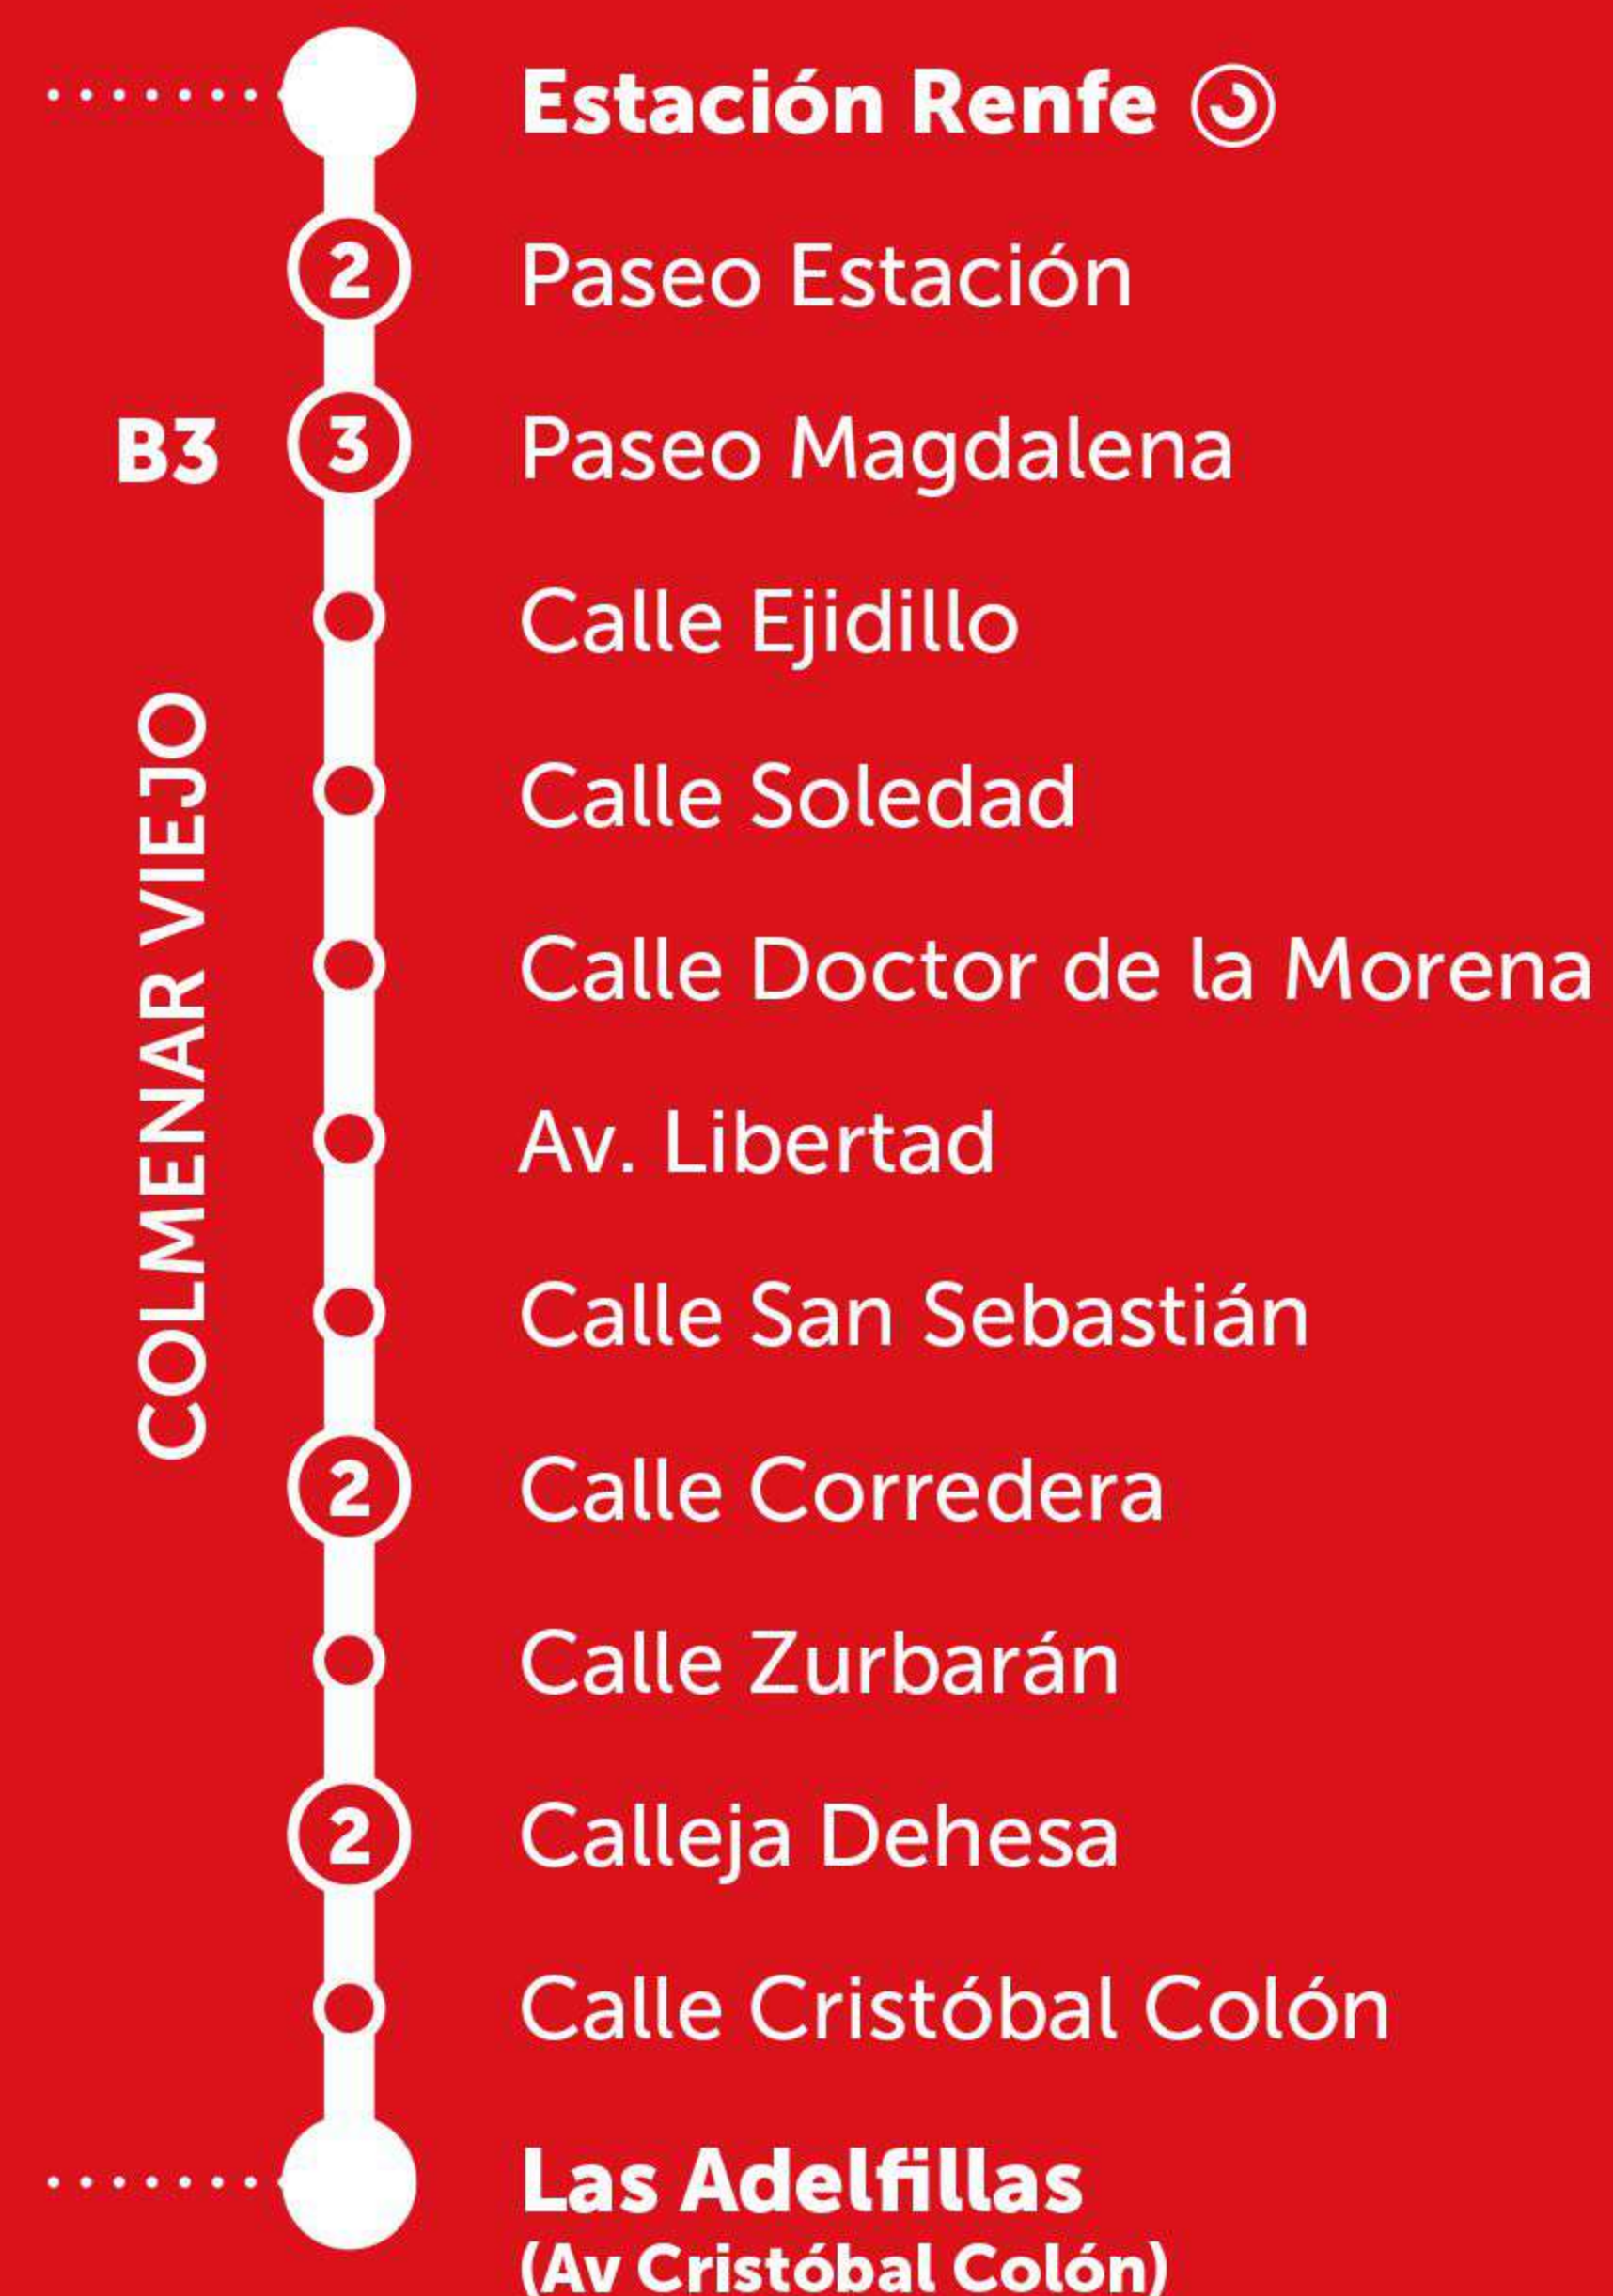 Estación Renfe
2 Paseo Estación
B3 3 Paseo Magdalena
Calle Ejidillo
Calle Soledad
Calle Doctor de la Morena
Av. Libertad
Calle San Sebastián
2 Calle Corredera
Calle Zurbarán
2 Calleja Dehesa
Calle Cristóbal Colón
Las Adelfillas
(Av Cristóbal Colón)
COLMENAR VIEJO